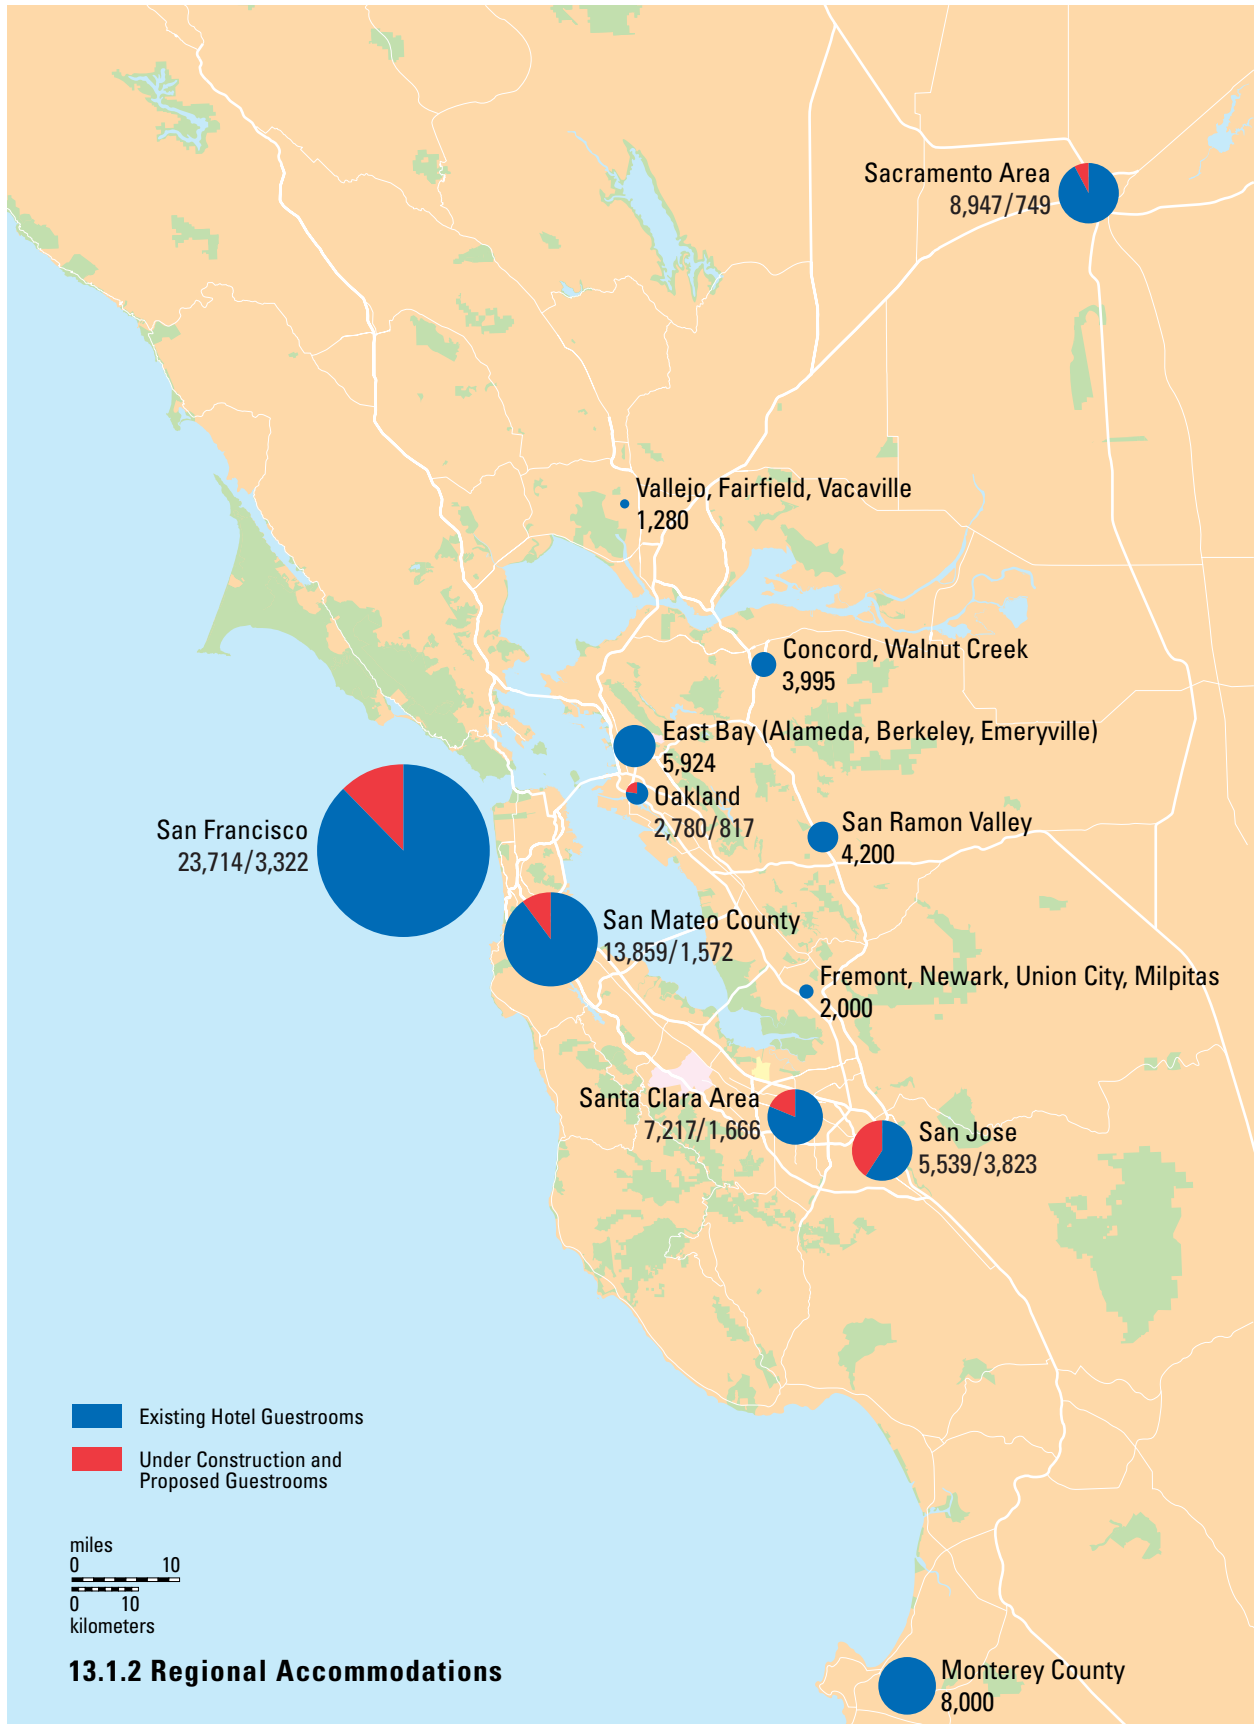 Sacramento Area
8,947/749
Vallejo, Fairfield, Vacaville
1,280
Concord, Walnut Creek
3,995
East Bay (Alameda, Berkeley, Emeryville)
5,924
Oakland
2,780/817
San Francisco
23,714/3,322
San Ramon Valley
4,200
San Mateo County
13,859/1,572
Fremont, Newark, Union City, Milpitas
2,000
Santa Clara Area
7,217/1,666
San Jose
5,539/3,823
Existing Hotel Guestrooms
Under Construction and
Proposed Guestrooms
miles
0 10
0 10
kilometers
13.1.2 Regional Accommodations
Monterey County
8,000